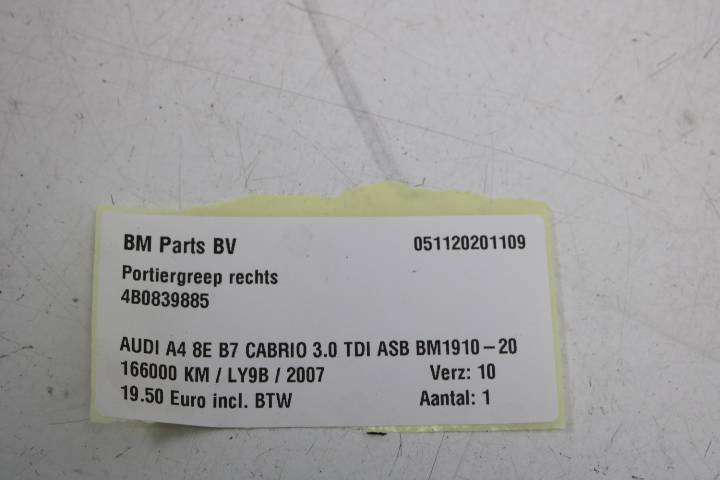 BM Parts BV 051120201109
Portiergreep rechts
4B0839885
AUDI A4 8E B7 CABRIO 3.0 TDI ASB BM1910-20
166000 KM / LY9B / 2007 Verz: 10
19.50 Euro incl. BTW Aantal: 1